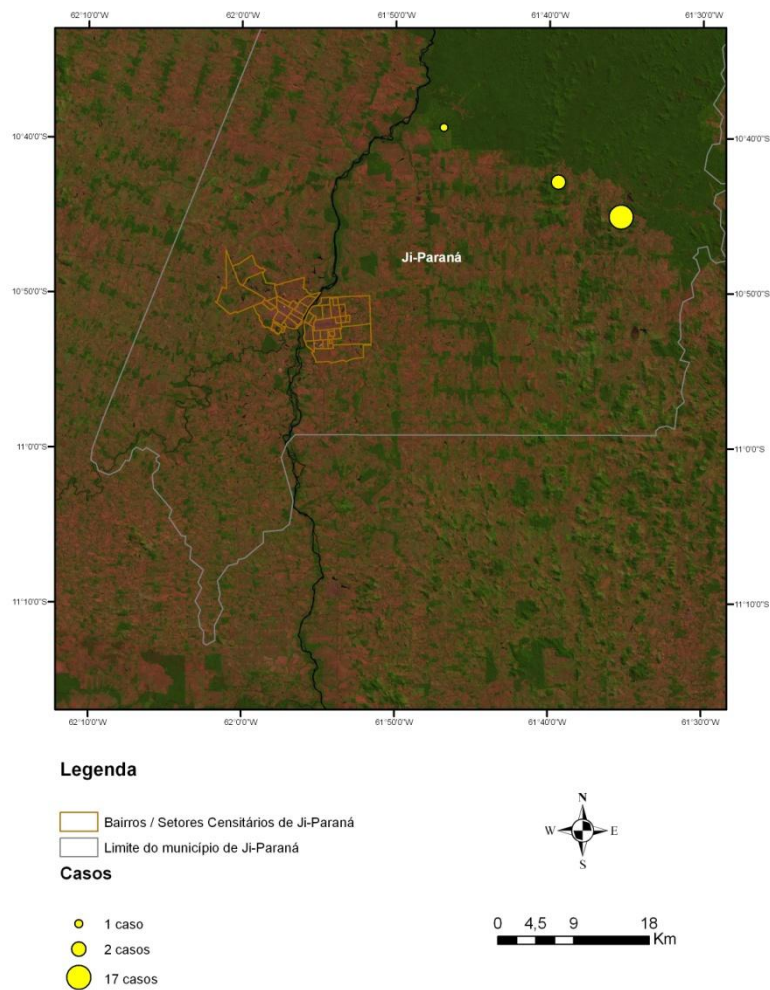 62°10'0"W 62°0'0"W 61°50'0"W 61°40'0"W 61°30'0"W
10°40'0"S 10°40'0"S
Ji-Paraná
10°50'0"S 10°50'0"S
11°0'0"S 11°0'0"S
11°10'0"S 11°10'0"S
62°10'0"W 62°0'0"W 61°50'0"W 61°40'0"W 61°30'0"W
Legenda
Bairros / Setores Censitários de Ji-Paraná
Limite do município de Ji-Paraná
Casos
1 caso
2 casos
17 casos
N
W E
S
0 4,5 9 18
Km